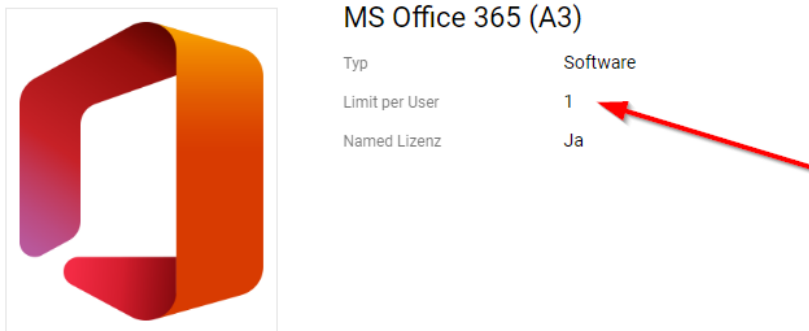 MS Office 365 (A3)
Typ Software
Limit per User 1
Named Lizenz Ja